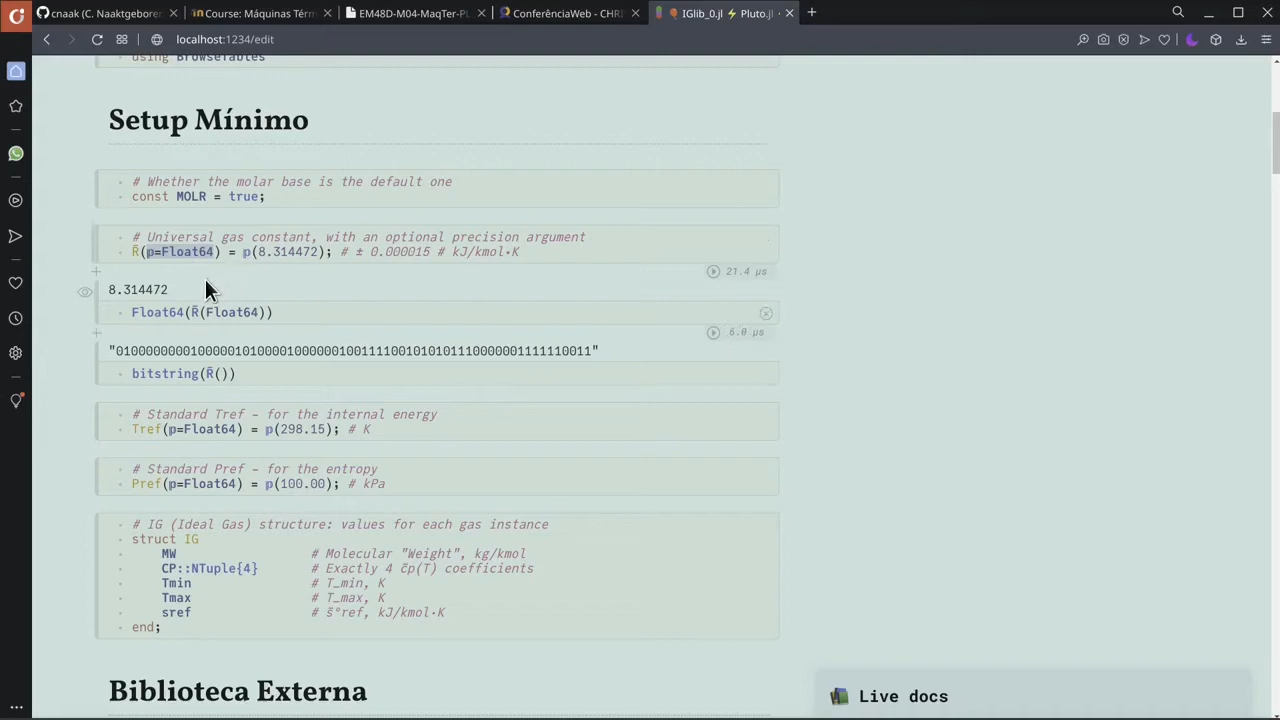 cnaak (C. Naaktgebore
Course: Máquinas Térm
EM48D-M04-MaqTer-PL
ConferênciaWeb - CHR
IGlib_0.jl ⚡ Pluto.jl
localhost:1234/edit
using BrowseTables
Setup Mínimo
# Whether the molar base is the default one
const MOLR = true;
# Universal gas constant, with an optional precision argument
R̄(p=Float64) = p(8.314472); # ± 0.000015 # kJ/kmol⋅K
21.4 μs
8.314472
Float64(R̄(Float64))
6.0 μs
"0100000000100000101000010000001001111001010101110000001111110011"
bitstring(R̄())
# Standard Tref - for the internal energy
Tref(p=Float64) = p(298.15); # K
# Standard Pref - for the entropy
Pref(p=Float64) = p(100.00); # kPa
# IG (Ideal Gas) structure: values for each gas instance
struct IG
MW # Molecular "Weight", kg/kmol
CP::NTuple{4} # Exactly 4 c̄p(T) coefficients
Tmin # T_min, K
Tmax # T_max, K
sref # s̄°ref, kJ/kmol⋅K
end;
Biblioteca Externa
Live docs